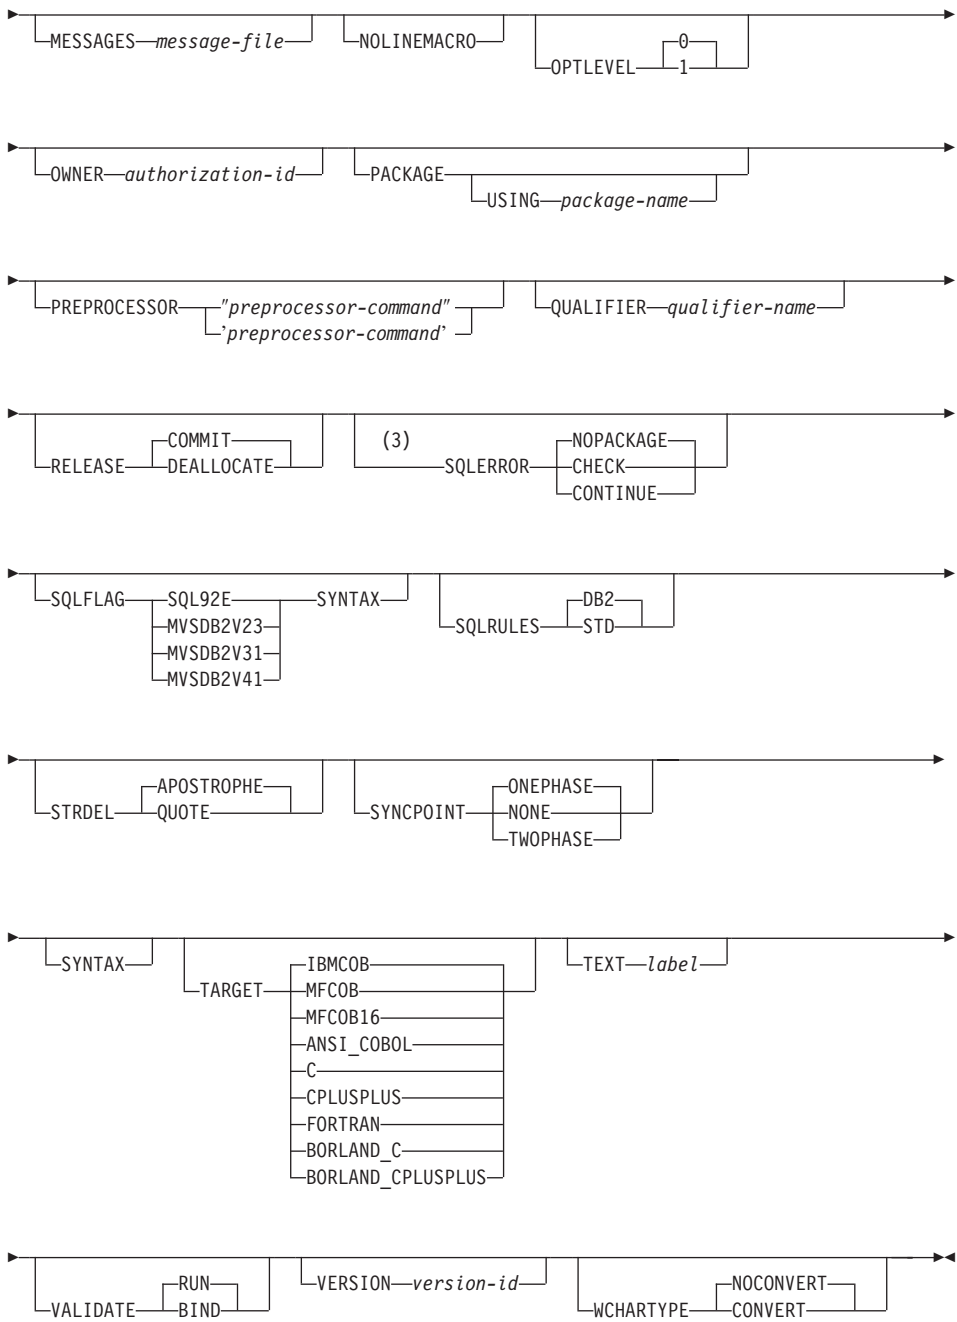 MESSAGES message-file NOLINEMACRO 0
OPTLEVEL 1
OWNER authorization-id PACKAGE
USING package-name
PREPROCESSOR "preprocessor-command" QUALIFIER qualifier-name
'preprocessor-command'
COMMIT (3) NOPACKAGE
RELEASE DEALLOCATE SQLERROR CHECK
CONTINUE
SQLFLAG SQL92E SYNTAX DB2
MVSDB2V23 SQLRULES STD
MVSDB2V31
MVSDB2V41
APOSTROPHE ONEPHASE
STRDEL QUOTE SYNCPOINT NONE
TWOPHASE
SYNTAX IBMCOB TEXT label
TARGET MFCOB
MFCOB16
ANSI_COBOL
C
CPLUSPLUS
FORTRAN
BORLAND_C
BORLAND_CPLUSPLUS
RUN VERSION version-id NOCONVERT
VALIDATE BIND WCHARTYPE CONVERT